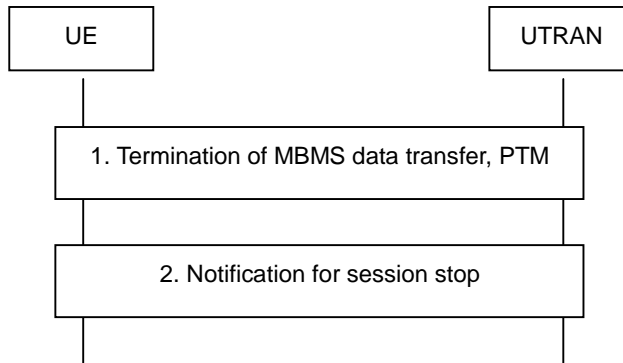 UE
UTRAN
1. Termination of MBMS data transfer, PTM
2. Notification for session stop